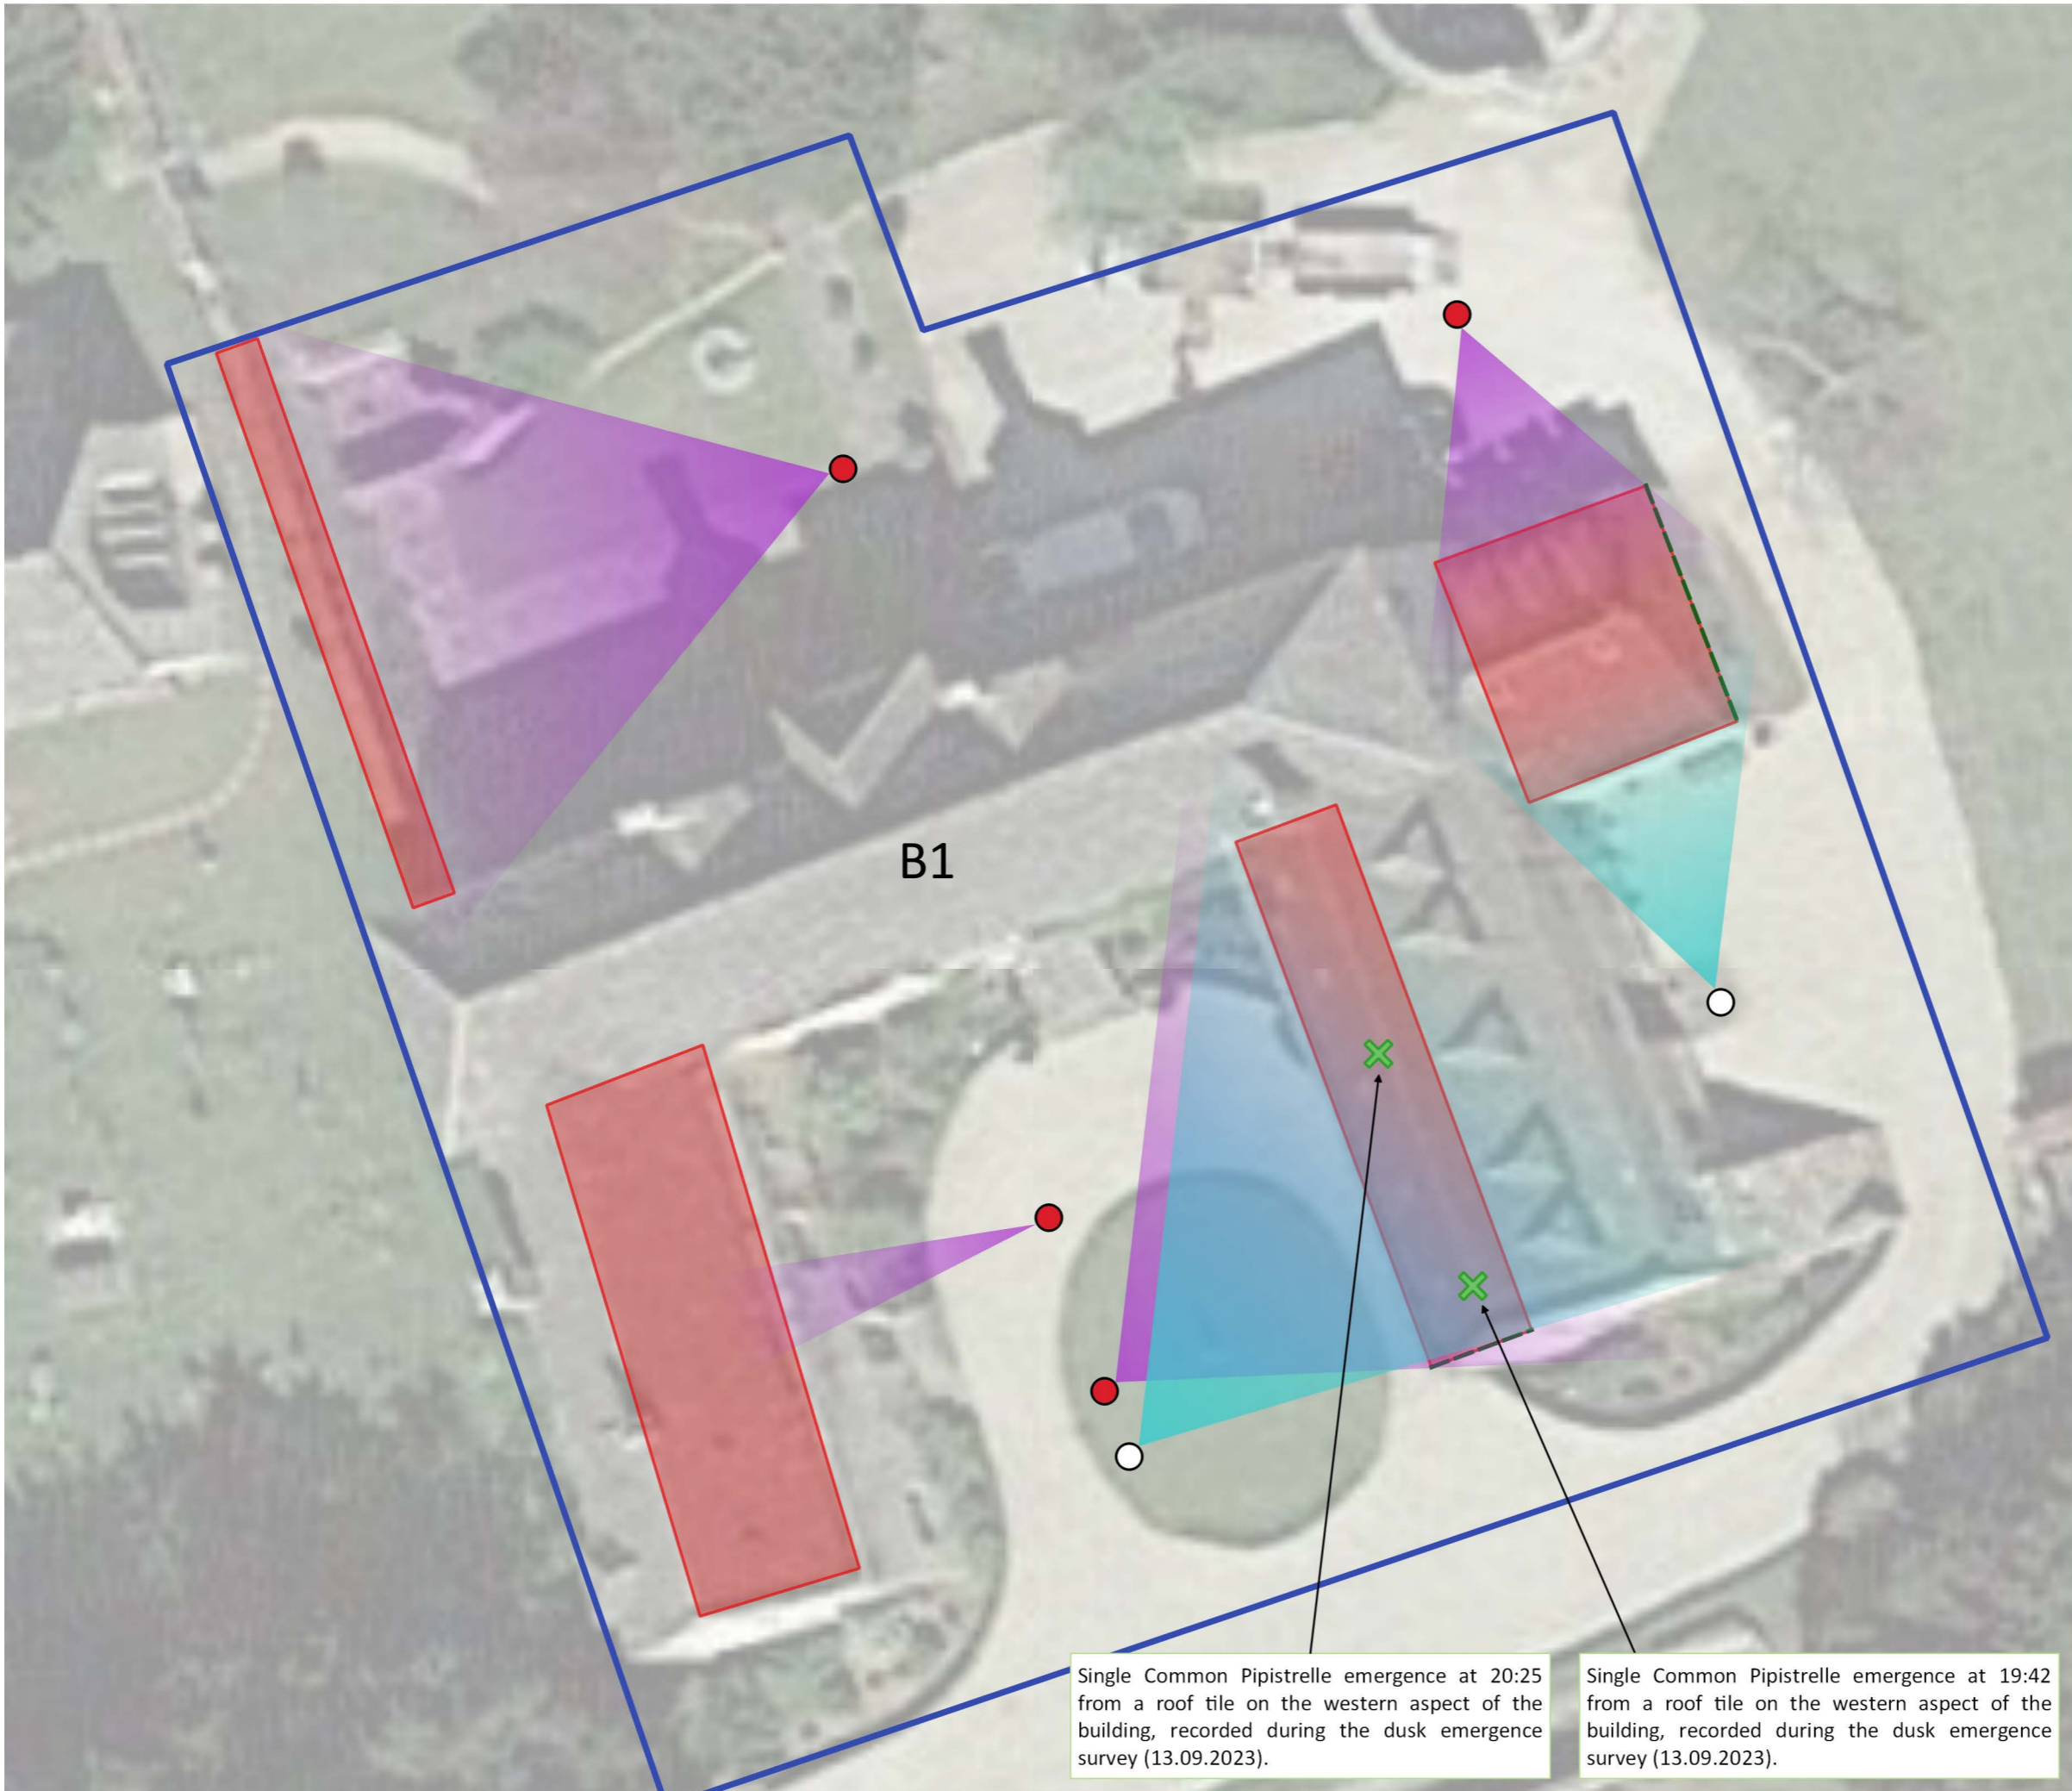 B1
Single Common Pipistrelle emergence at 20:25
from a roof tile on the western aspect of the
building, recorded during the dusk emergence
survey (13.09.2023).
Single Common Pipistrelle emergence at 19:42
from a roof tile on the western aspect of the
building, recorded during the dusk emergence
survey (13.09.2023).